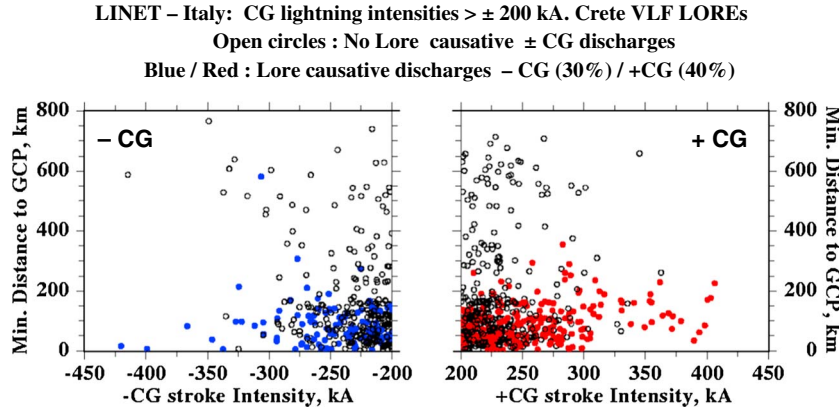 LINET – Italy: CG lightning intensities > ± 200 kA. Crete VLF LOREs
Open circles : No Lore causative ± CG discharges
Blue / Red : Lore causative discharges – CG (30%) / +CG (40%)
800 800
– CG + CG
600 600
400 400
200 200
0 0
Min. Distance to GCP, km
Min. Distance to GCP, km
-450 -400 -350 -300 -250 -200 200 250 300 350 400 450
-CG stroke Intensity, kA +CG stroke Intensity, kA